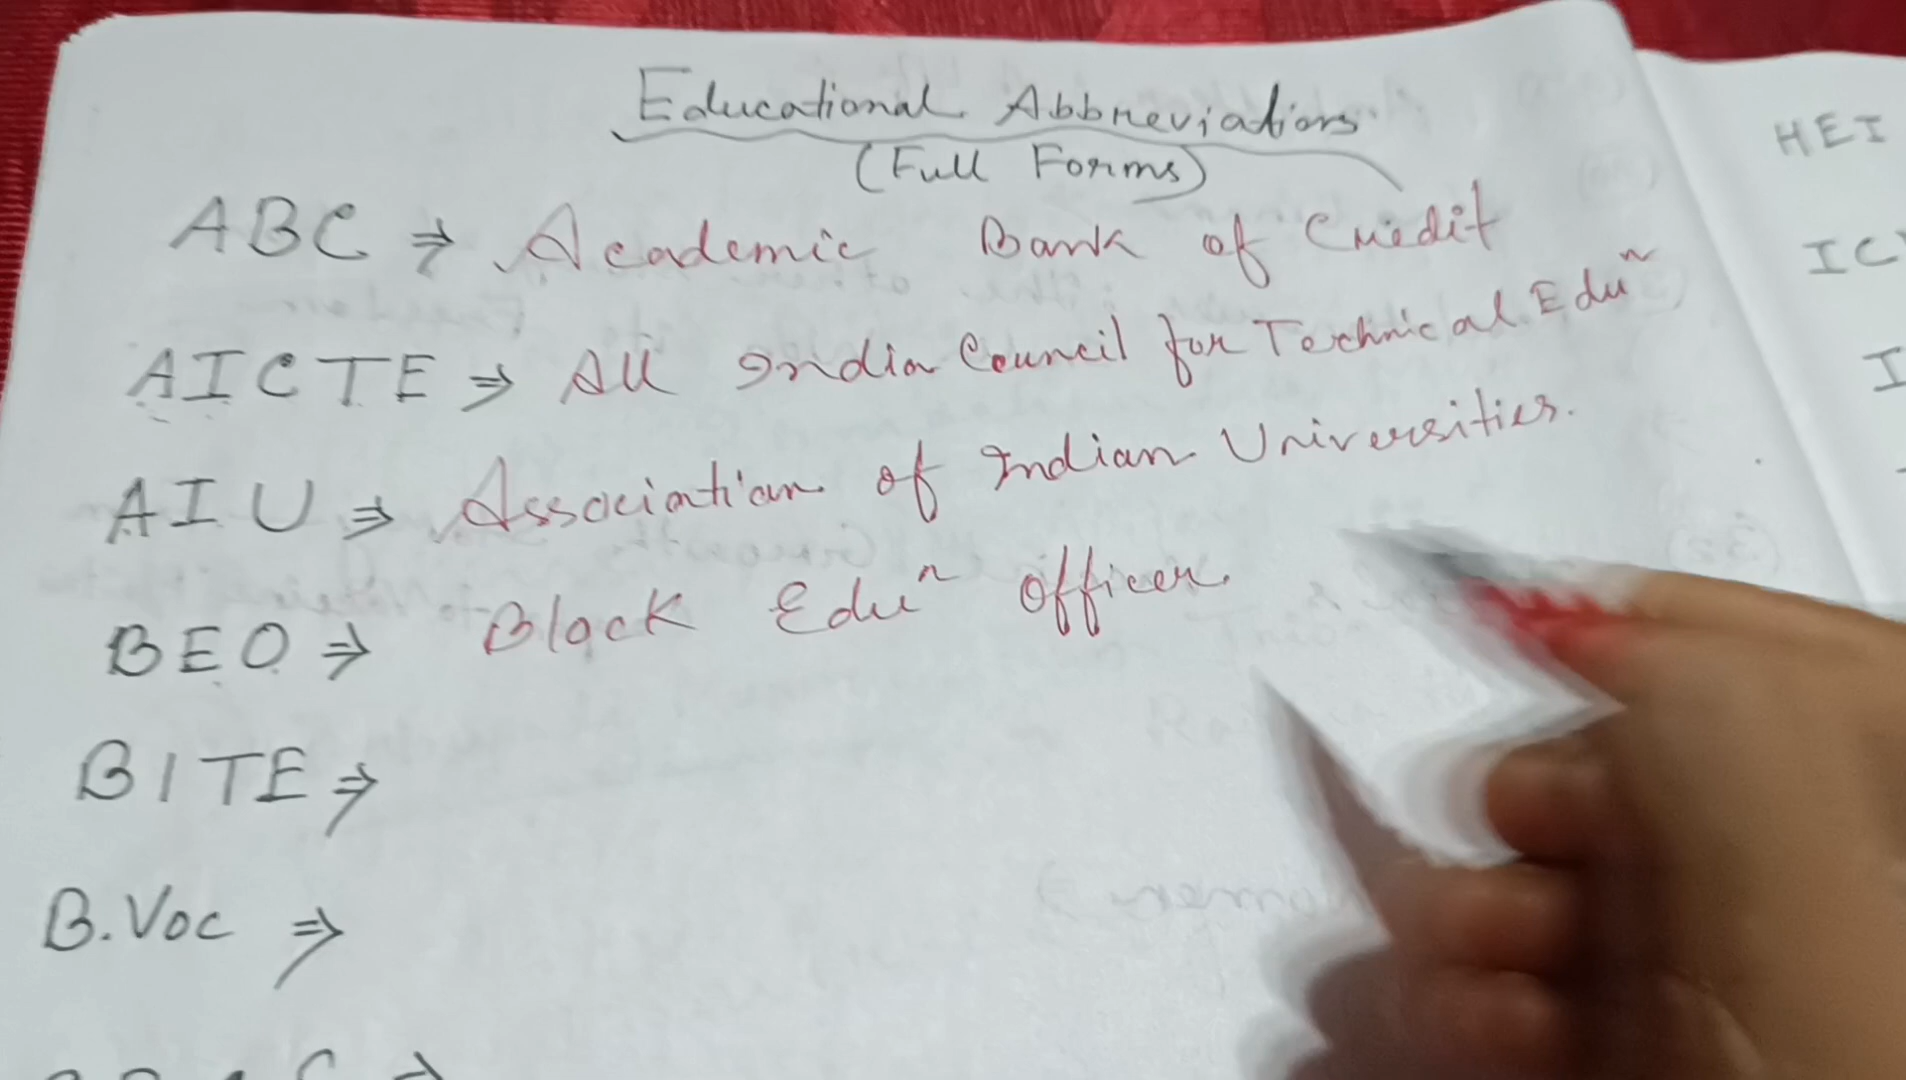 Educational Abbreviations
(Full Forms)
ABC ⇒ Academic Bank of Credit
AICTE ⇒ All India Council for Technical Eduⁿ
AIU ⇒ Association of Indian Universities.
BEO ⇒ Block Eduⁿ Officer.
BITE ⇒
B.Voc ⇒
HEI